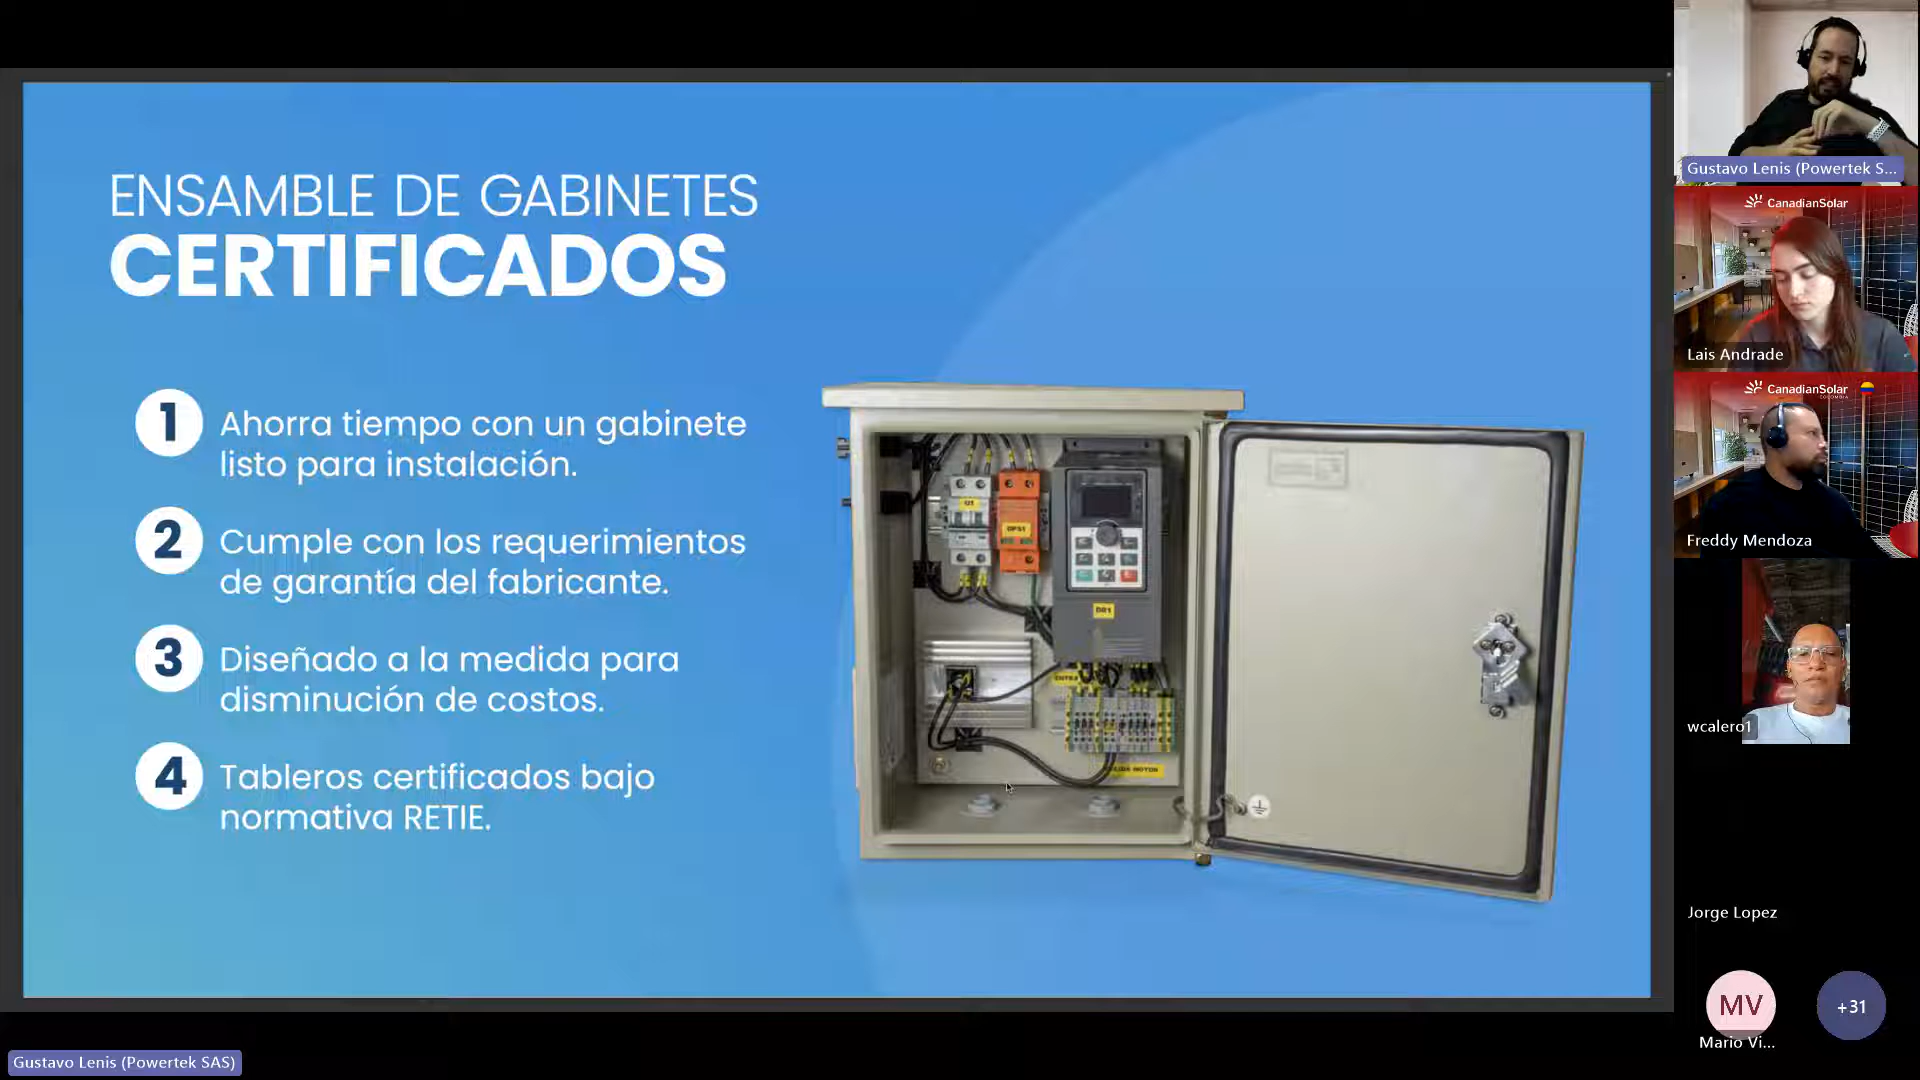 ENSAMBLE DE GABINETES
CERTIFICADOS
1
Ahorra tiempo con un gabinete
listo para instalación.
2
Cumple con los requerimientos
de garantía del fabricante.
3
Diseñado a la medida para
disminución de costos.
4
Tableros certificados bajo
normativa RETIE.
DPS1
DR1
Gustavo Lenis (Powertek S...
CanadianSolar
Lais Andrade
CanadianSolar
Freddy Mendoza
wcalero1
Jorge Lopez
MV
+31
Mario Vi...
Gustavo Lenis (Powertek SAS)